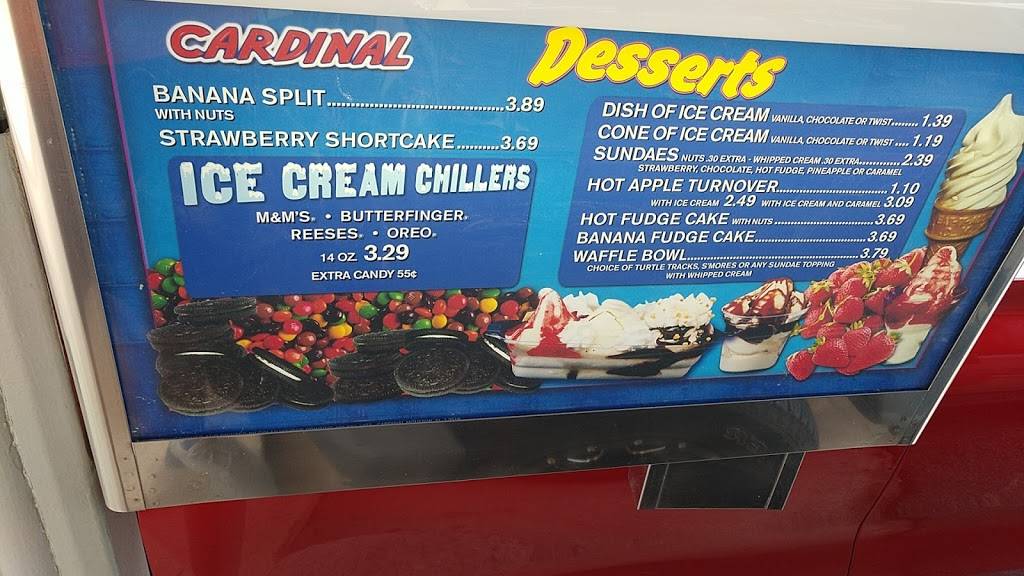 CARDINAL
BANANA SPLIT 3.89
WITH NUTS
STRAWBERRY SHORTCAKE 3.69
ICE CREAM CHILLERS
M&M'S® • BUTTERFINGER®
REESES® • OREO®
14 OZ. 3.29
EXTRA CANDY 55¢
Desserts
DISH OF ICE CREAM VANILLA, CHOCOLATE OR TWIST 1.39
CONE OF ICE CREAM VANILLA, CHOCOLATE OR TWIST 1.19
SUNDAES NUTS .30 EXTRA - WHIPPED CREAM .30 EXTRA 2.39
STRAWBERRY, CHOCOLATE, HOT FUDGE, PINEAPPLE OR CARAMEL
HOT APPLE TURNOVER 1.10
WITH ICE CREAM 2.49 WITH ICE CREAM AND CARAMEL 3.09
HOT FUDGE CAKE WITH NUTS 3.69
BANANA FUDGE CAKE 3.69
WAFFLE BOWL 3.79
CHOICE OF TURTLE TRACKS, S'MORES OR ANY SUNDAE TOPPING
WITH WHIPPED CREAM